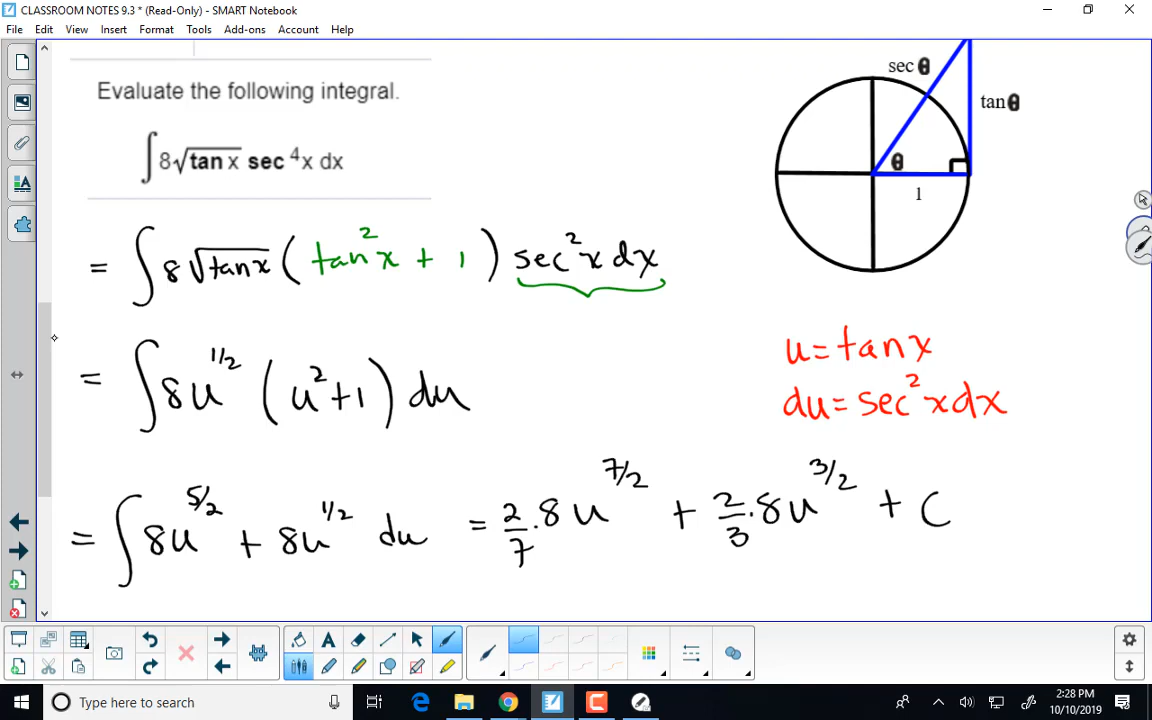 CLASSROOM NOTES 9.3 * (Read-Only) - SMART Notebook
File Edit View Insert Format Tools Add-ons Account Help
Evaluate the following integral.
∫ 8√tan x sec ⁴x dx
sec θ
tan θ
θ
1
= ∫ 8√tanx ( tan²x + 1 ) sec²x dx
u = tanx
du = sec²x dx
= ∫ 8u^1/2 ( u² + 1 ) du
= ∫ 8u^5/2 + 8u^1/2 du = 2/7 · 8u^7/2 + 2/3 · 8u^3/2 + C
A
Type here to search
2:28 PM
10/10/2019